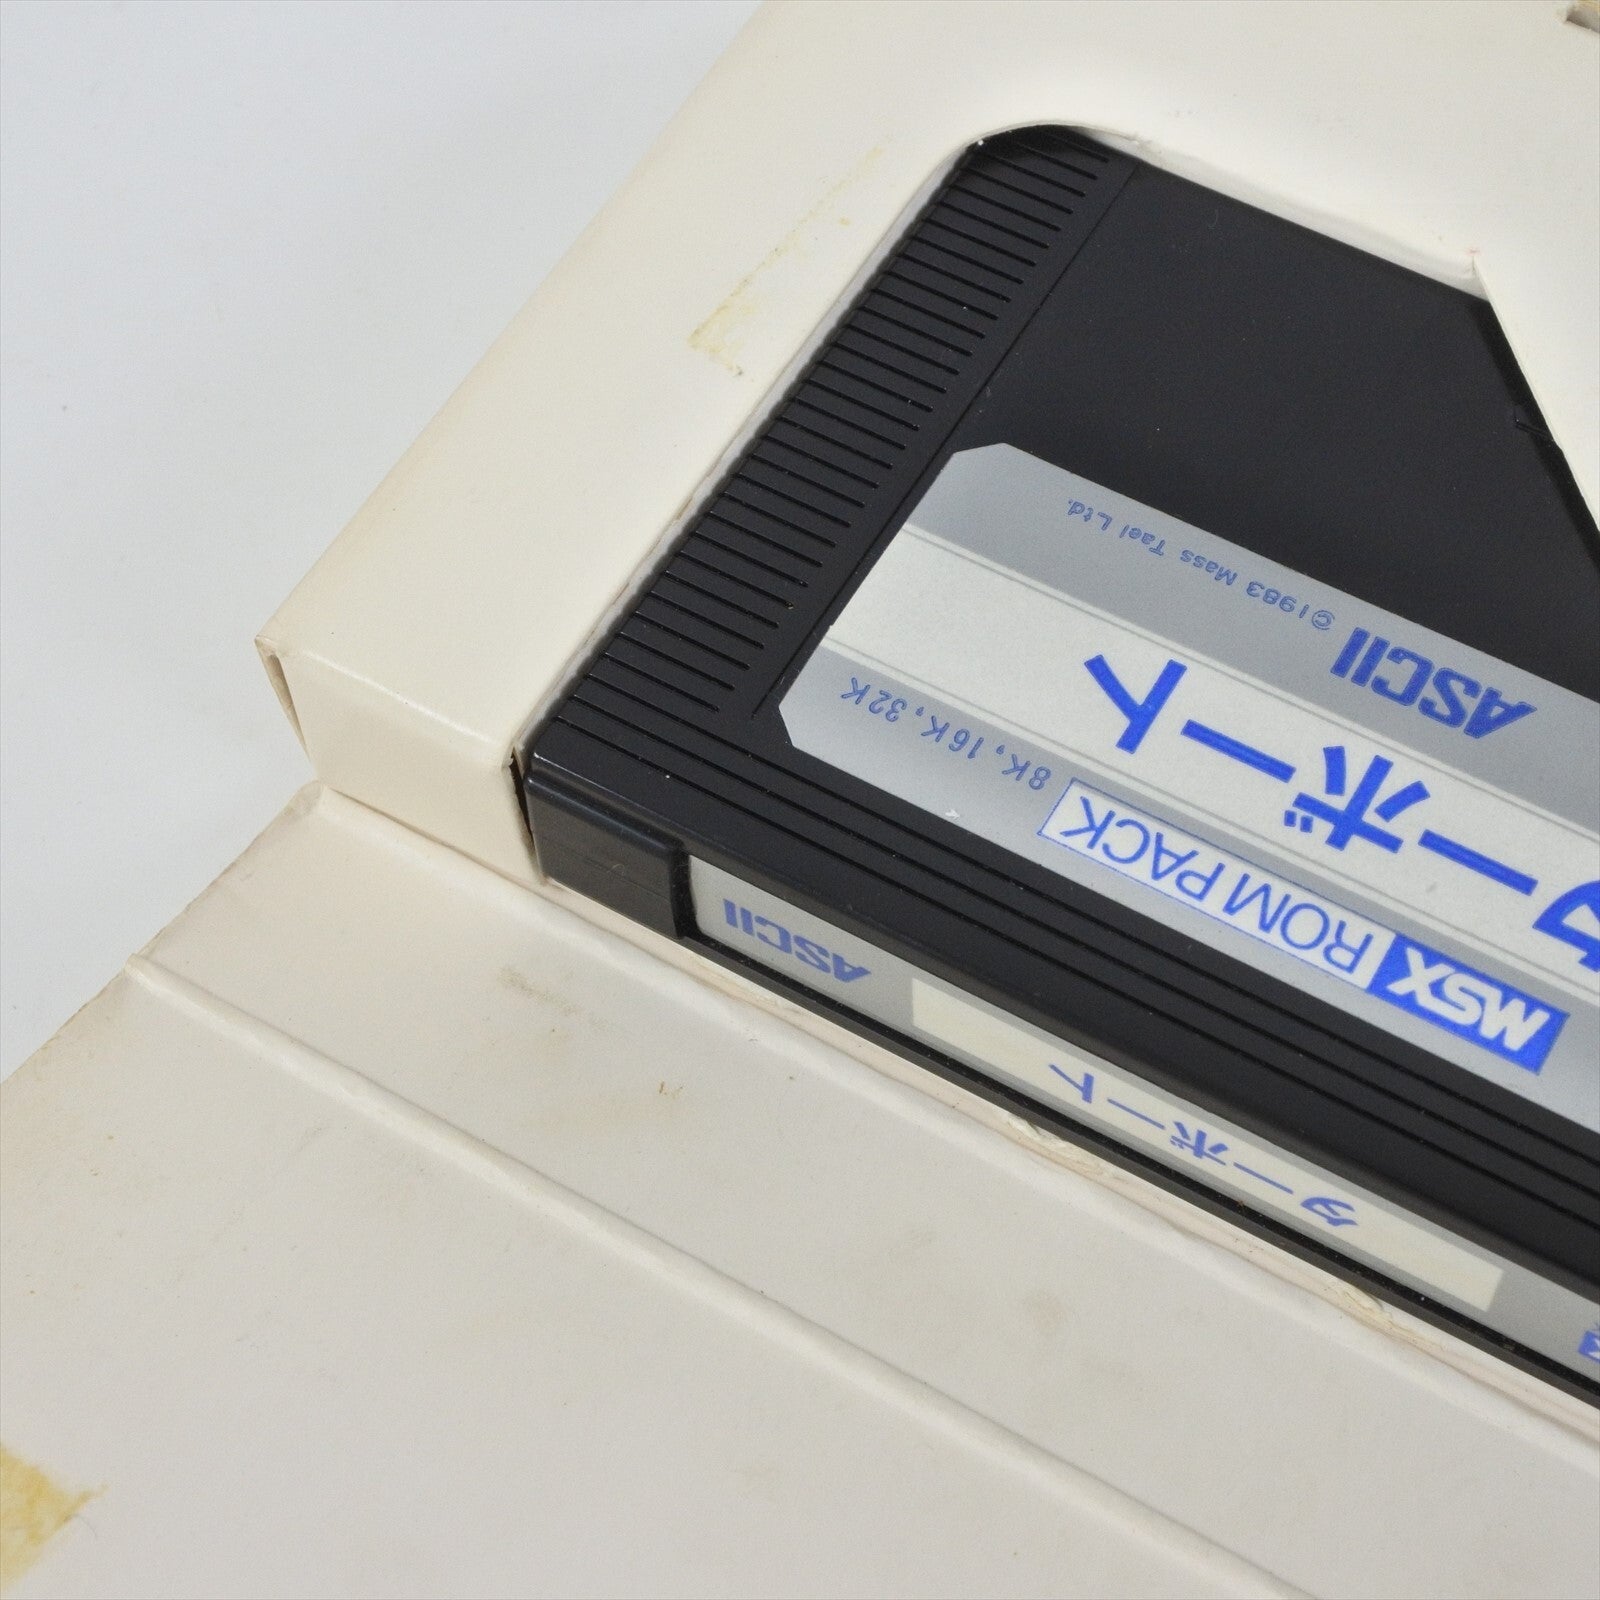 MSX ROM PACK 8K, 16K, 32K
ターボート
ASCII ©1983 Mass Tael Ltd.
ターボート ASCII